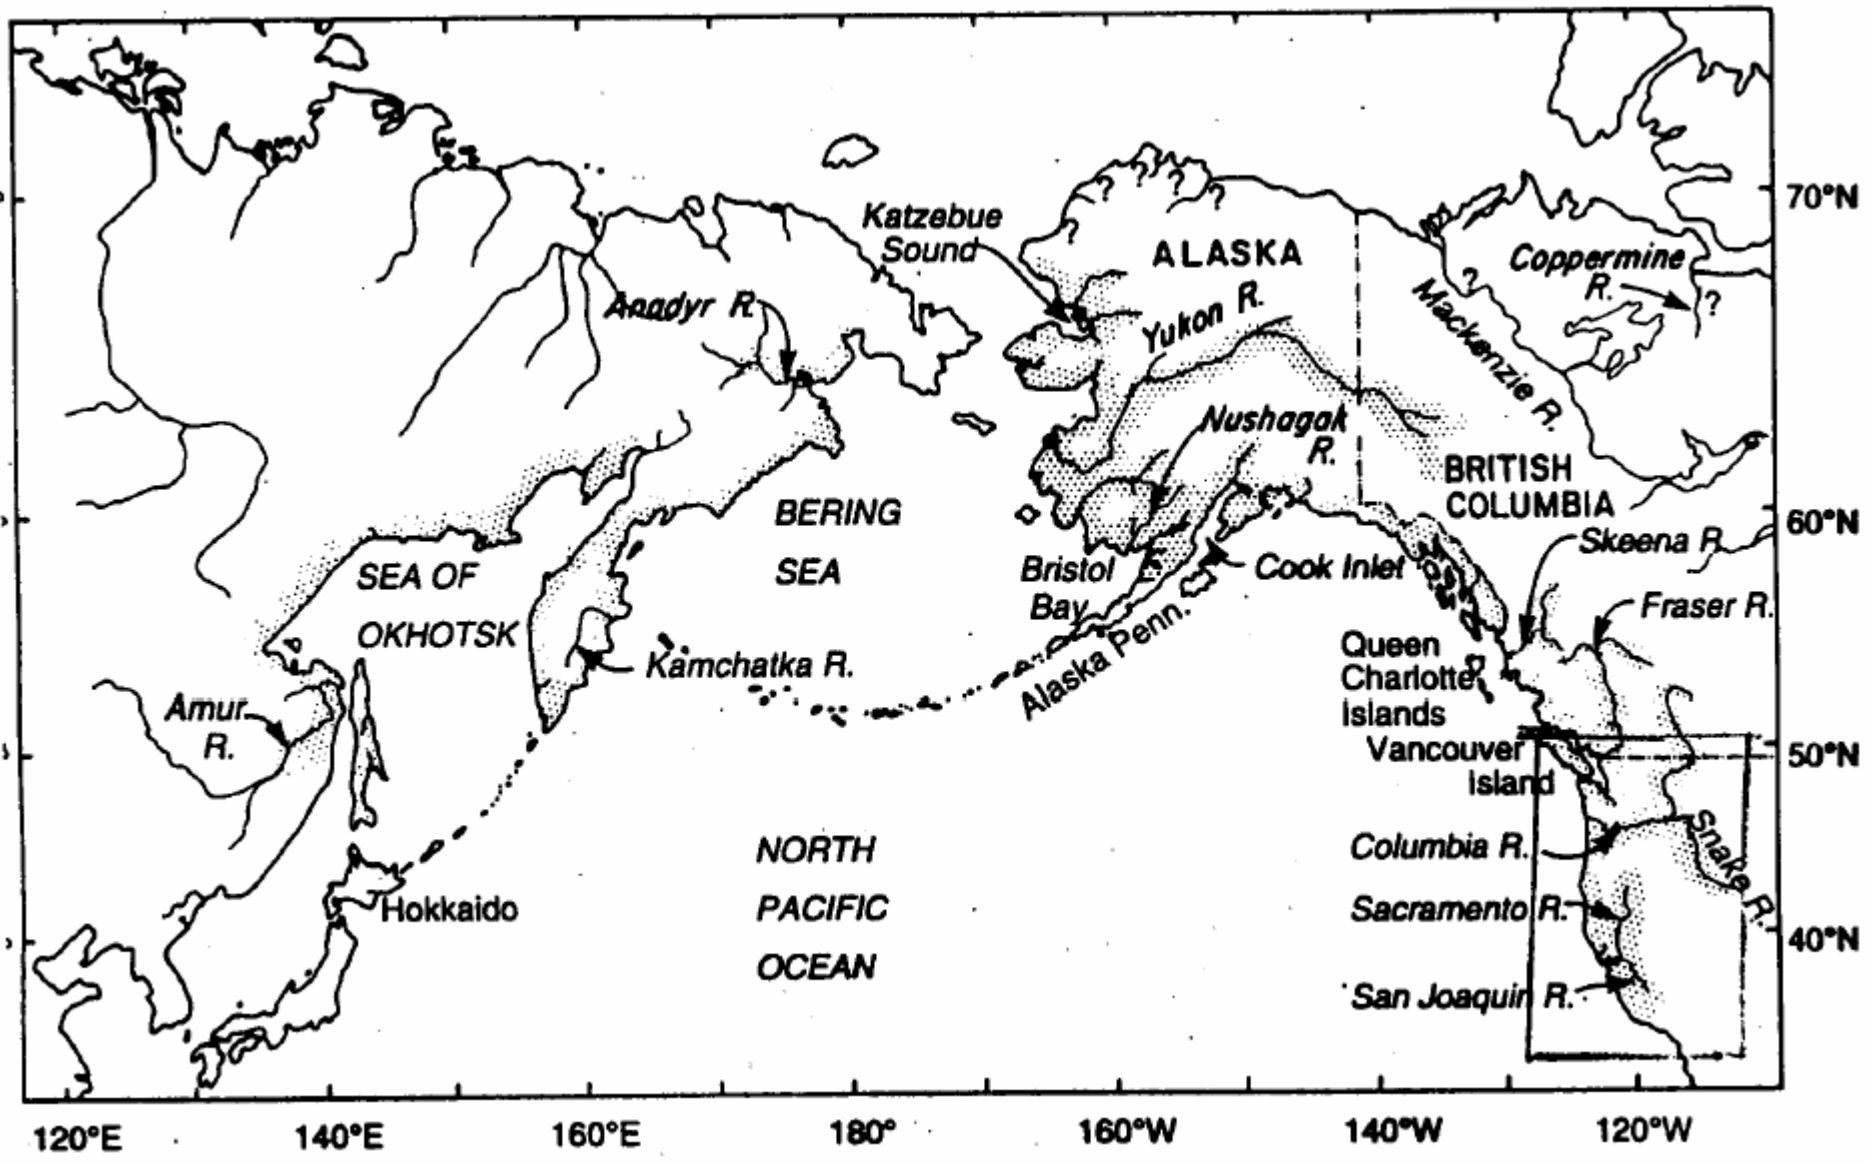 70°N
Katzebue
Sound
ALASKA
Coppermine
R.
?
?
?
?
?
?
?
?
Anadyr R.
Yukon R.
Mackenzie R.
Nushagak
R.
BRITISH
COLUMBIA
60°N
BERING
SEA
Skeena R.
SEA OF
OKHOTSK
Bristol
Bay
Cook Inlet
Fraser R.
Alaska Penn.
Kamchatka R.
Queen
Charlotte
Islands
Amur
R.
Vancouver
Island
50°N
NORTH
PACIFIC
OCEAN
Columbia R.
Snake R.
Hokkaido
Sacramento R.
40°N
San Joaquin R.
120°E
140°E
160°E
180°
160°W
140°W
120°W